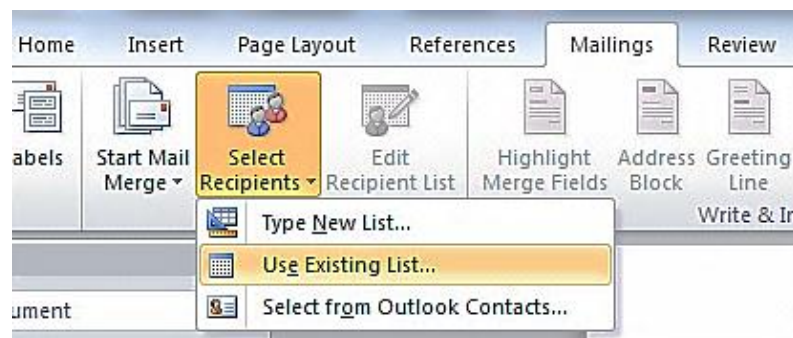 Home Insert Page Layout References Mailings Review
abels
Start Mail
Merge
Select
Recipients
Edit
Recipient List
Highlight
Merge Fields
Address
Block
Greeting
Line
Write & In
Type New List...
Use Existing List...
Select from Outlook Contacts...
ument